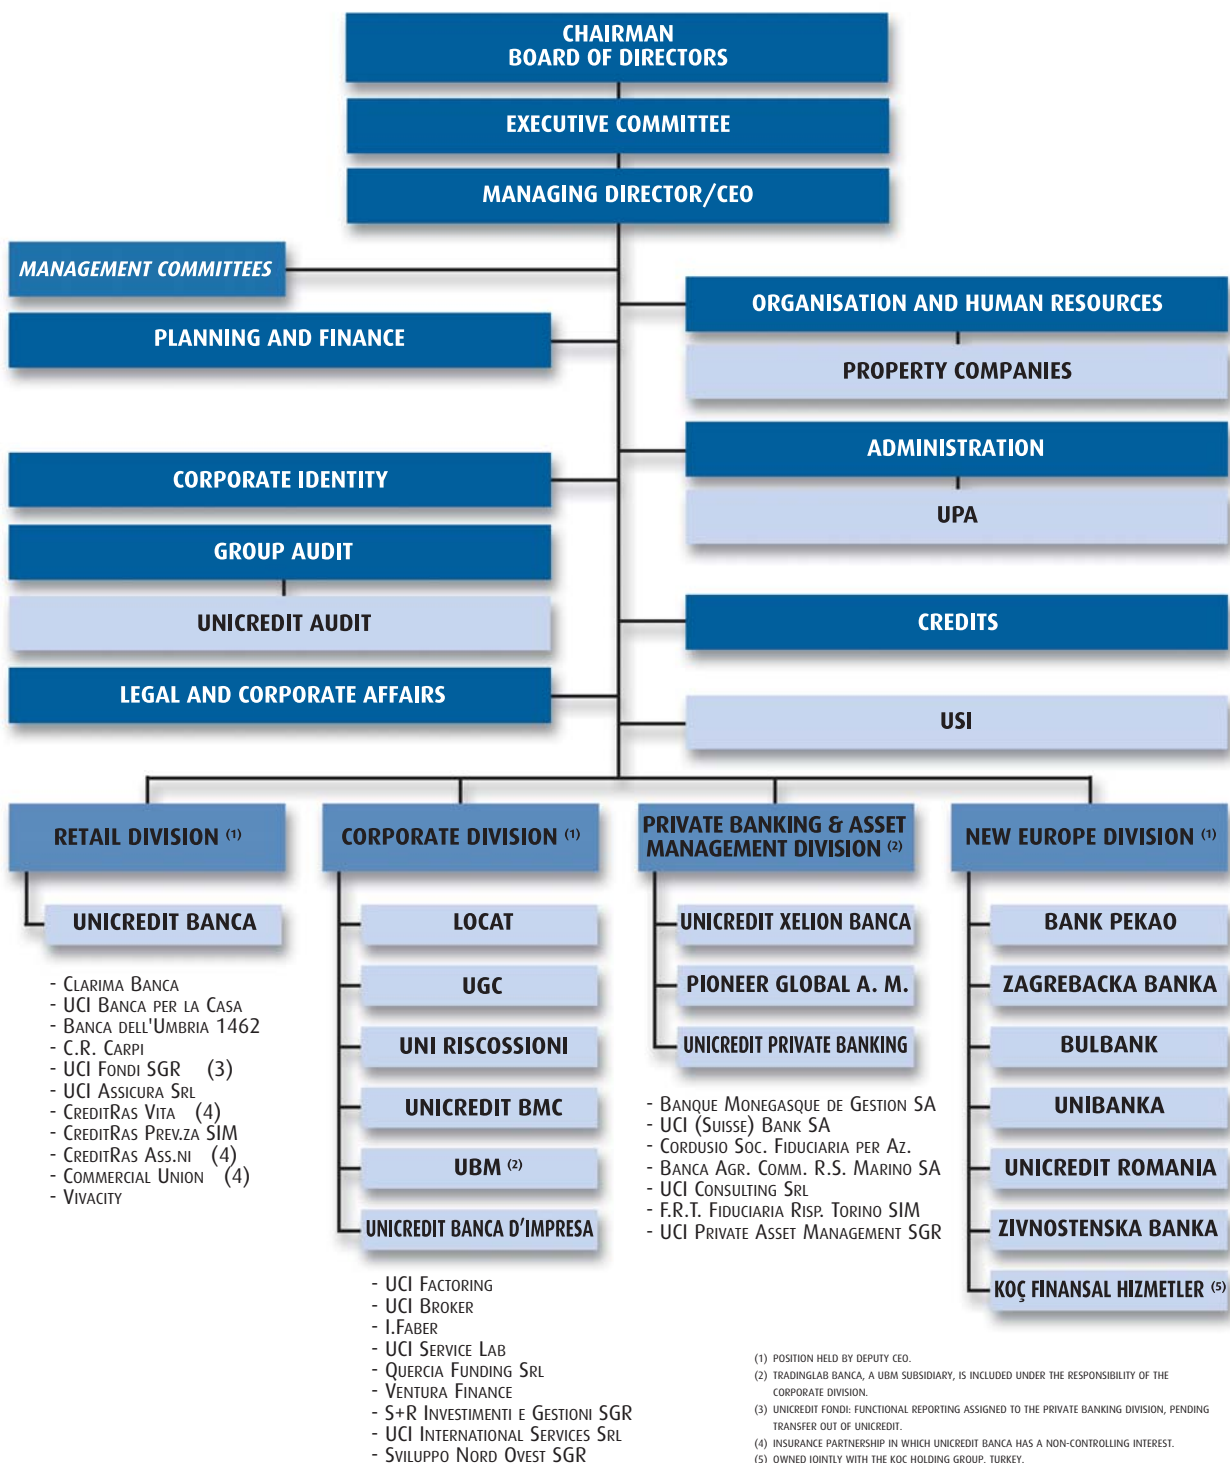 CHAIRMAN
BOARD OF DIRECTORS
EXECUTIVE COMMITTEE
MANAGING DIRECTOR/CEO
MANAGEMENT COMMITTEES
PLANNING AND FINANCE
ORGANISATION AND HUMAN RESOURCES
PROPERTY COMPANIES
CORPORATE IDENTITY
GROUP AUDIT
UNICREDIT AUDIT
LEGAL AND CORPORATE AFFAIRS
ADMINISTRATION
UPA
CREDITS
USI
RETAIL DIVISION (1)
UNICREDIT BANCA
- CLARIMA BANCA
- UCI BANCA PER LA CASA
- BANCA DELL'UMBRIA 1462
- C.R. CARPI
- UCI FONDI SGR (3)
- UCI ASSICURA SRL
- CREDITRAS VITA (4)
- CREDITRAS PREV.ZA SIM
- CREDITRAS ASS.NI (4)
- COMMERCIAL UNION (4)
- VIVACITY
CORPORATE DIVISION (1)
LOCAT
UGC
UNI RISCOSSIONI
UNICREDIT BMC
UBM (2)
UNICREDIT BANCA D'IMPRESA
- UCI FACTORING
- UCI BROKER
- I.FABER
- UCI SERVICE LAB
- QUERCIA FUNDING SRL
- VENTURA FINANCE
- S+R INVESTIMENTI E GESTIONI SGR
- UCI INTERNATIONAL SERVICES SRL
- SVILUPPO NORD OVEST SGR
PRIVATE BANKING & ASSET
MANAGEMENT DIVISION (2)
UNICREDIT XELION BANCA
PIONEER GLOBAL A. M.
UNICREDIT PRIVATE BANKING
- BANQUE MONEGASQUE DE GESTION SA
- UCI (SUISSE) BANK SA
- CORDUSIO SOC. FIDUCIARIA PER AZ.
- BANCA AGR. COMM. R.S. MARINO SA
- UCI CONSULTING SRL
- F.R.T. FIDUCIARIA RISP. TORINO SIM
- UCI PRIVATE ASSET MANAGEMENT SGR
NEW EUROPE DIVISION (1)
BANK PEKAO
ZAGREBACKA BANKA
BULBANK
UNIBANKA
UNICREDIT ROMANIA
ZIVNOSTENSKA BANKA
KOÇ FINANSAL HIZMETLER (5)
(1) POSITION HELD BY DEPUTY CEO.
(2) TRADINGLAB BANCA, A UBM SUBSIDIARY, IS INCLUDED UNDER THE RESPONSIBILITY OF THE
CORPORATE DIVISION.
(3) UNICREDIT FONDI: FUNCTIONAL REPORTING ASSIGNED TO THE PRIVATE BANKING DIVISION, PENDING
TRANSFER OUT OF UNICREDIT.
(4) INSURANCE PARTNERSHIP IN WHICH UNICREDIT BANCA HAS A NON-CONTROLLING INTEREST.
(5) OWNED JOINTLY WITH THE KOC HOLDING GROUP, TURKEY.